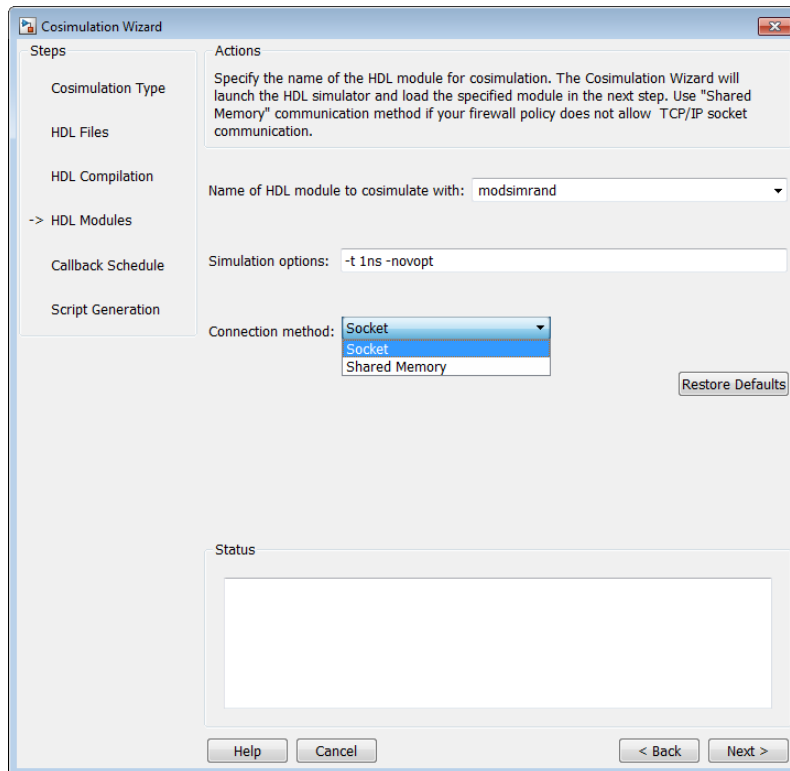 Cosimulation Wizard
Steps
Cosimulation Type
HDL Files
HDL Compilation
-> HDL Modules
Callback Schedule
Script Generation
Actions
Specify the name of the HDL module for cosimulation. The Cosimulation Wizard will
launch the HDL simulator and load the specified module in the next step. Use "Shared
Memory" communication method if your firewall policy does not allow TCP/IP socket
communication.
Name of HDL module to cosimulate with: modsimrand
Simulation options: -t 1ns -novopt
Connection method: Socket
Socket
Shared Memory
Restore Defaults
Status
Help Cancel < Back Next >